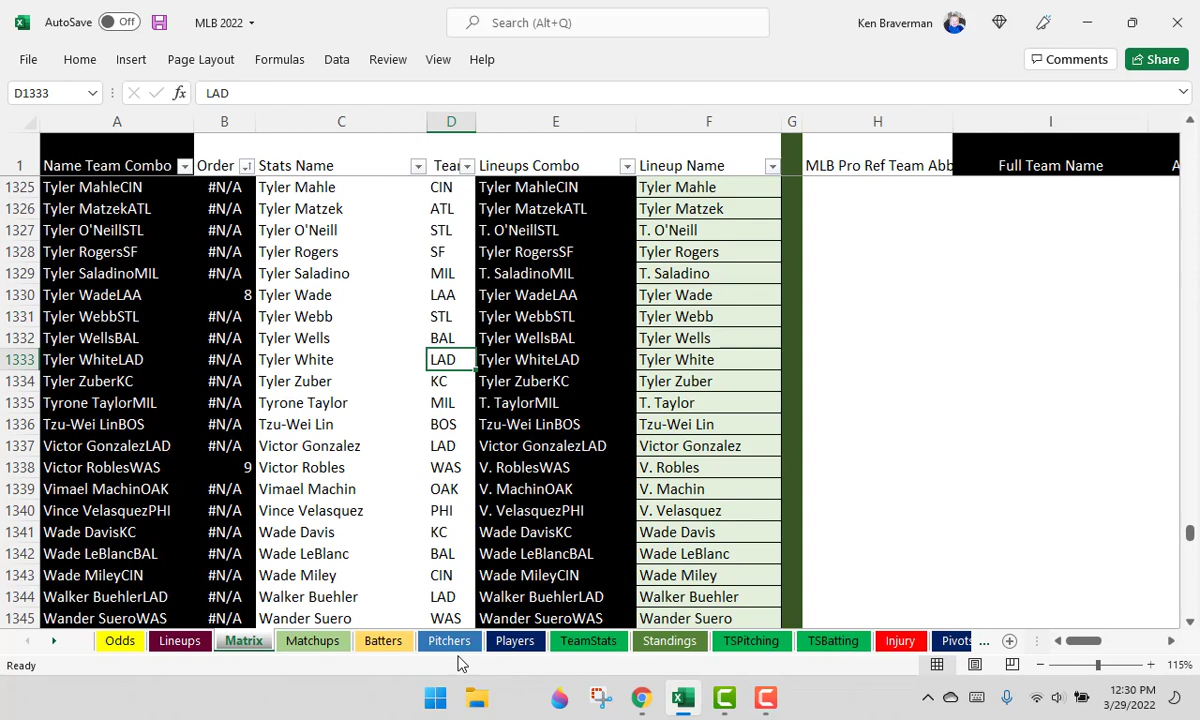 AutoSave Off MLB 2022 Search (Alt+Q) Ken Braverman
File Home Insert Page Layout Formulas Data Review View Help Comments Share
D1333 fx LAD
A B C D E F G H I
1 Name Team Combo Order Stats Name Tear Lineups Combo Lineup Name MLB Pro Ref Team Abb Full Team Name A
1325 Tyler MahleCIN #N/A Tyler Mahle CIN Tyler MahleCIN Tyler Mahle
1326 Tyler MatzekATL #N/A Tyler Matzek ATL Tyler MatzekATL Tyler Matzek
1327 Tyler O'NeillSTL #N/A Tyler O'Neill STL T. O'NeillSTL T. O'Neill
1328 Tyler RogersSF #N/A Tyler Rogers SF Tyler RogersSF Tyler Rogers
1329 Tyler SaladinoMIL #N/A Tyler Saladino MIL T. SaladinoMIL T. Saladino
1330 Tyler WadeLAA 8 Tyler Wade LAA Tyler WadeLAA Tyler Wade
1331 Tyler WebbSTL #N/A Tyler Webb STL Tyler WebbSTL Tyler Webb
1332 Tyler WellsBAL #N/A Tyler Wells BAL Tyler WellsBAL Tyler Wells
1333 Tyler WhiteLAD #N/A Tyler White LAD Tyler WhiteLAD Tyler White
1334 Tyler ZuberKC #N/A Tyler Zuber KC Tyler ZuberKC Tyler Zuber
1335 Tyrone TaylorMIL #N/A Tyrone Taylor MIL T. TaylorMIL T. Taylor
1336 Tzu-Wei LinBOS #N/A Tzu-Wei Lin BOS Tzu-Wei LinBOS Tzu-Wei Lin
1337 Victor GonzalezLAD #N/A Victor Gonzalez LAD Victor GonzalezLAD Victor Gonzalez
1338 Victor RoblesWAS 9 Victor Robles WAS V. RoblesWAS V. Robles
1339 Vimael MachinOAK #N/A Vimael Machin OAK V. MachinOAK V. Machin
1340 Vince VelasquezPHI #N/A Vince Velasquez PHI V. VelasquezPHI V. Velasquez
1341 Wade DavisKC #N/A Wade Davis KC Wade DavisKC Wade Davis
1342 Wade LeBlancBAL #N/A Wade LeBlanc BAL Wade LeBlancBAL Wade LeBlanc
1343 Wade MileyCIN #N/A Wade Miley CIN Wade MileyCIN Wade Miley
1344 Walker BuehlerLAD #N/A Walker Buehler LAD Walker BuehlerLAD Walker Buehler
1345 Wander SueroWAS #N/A Wander Suero WAS Wander SueroWAS Wander Suero
Odds Lineups Matrix Matchups Batters Pitchers Players TeamStats Standings TSPitching TSBatting Injury Pivots ...
Ready 115%
12:30 PM
3/29/2022